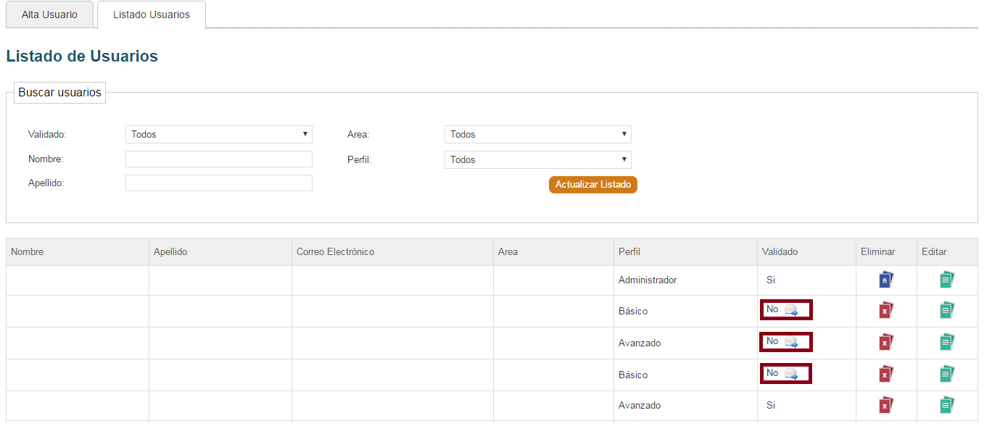 Alta Usuario Listado Usuarios
Listado de Usuarios
Buscar usuarios
Validado: Todos Area: Todos
Nombre: Perfil: Todos
Apellido: Actualizar Listado
Nombre Apellido Correo Electrónico Area Perfil Validado Eliminar Editar
Administrador Si
Básico No
Avanzado No
Básico No
Avanzado Si